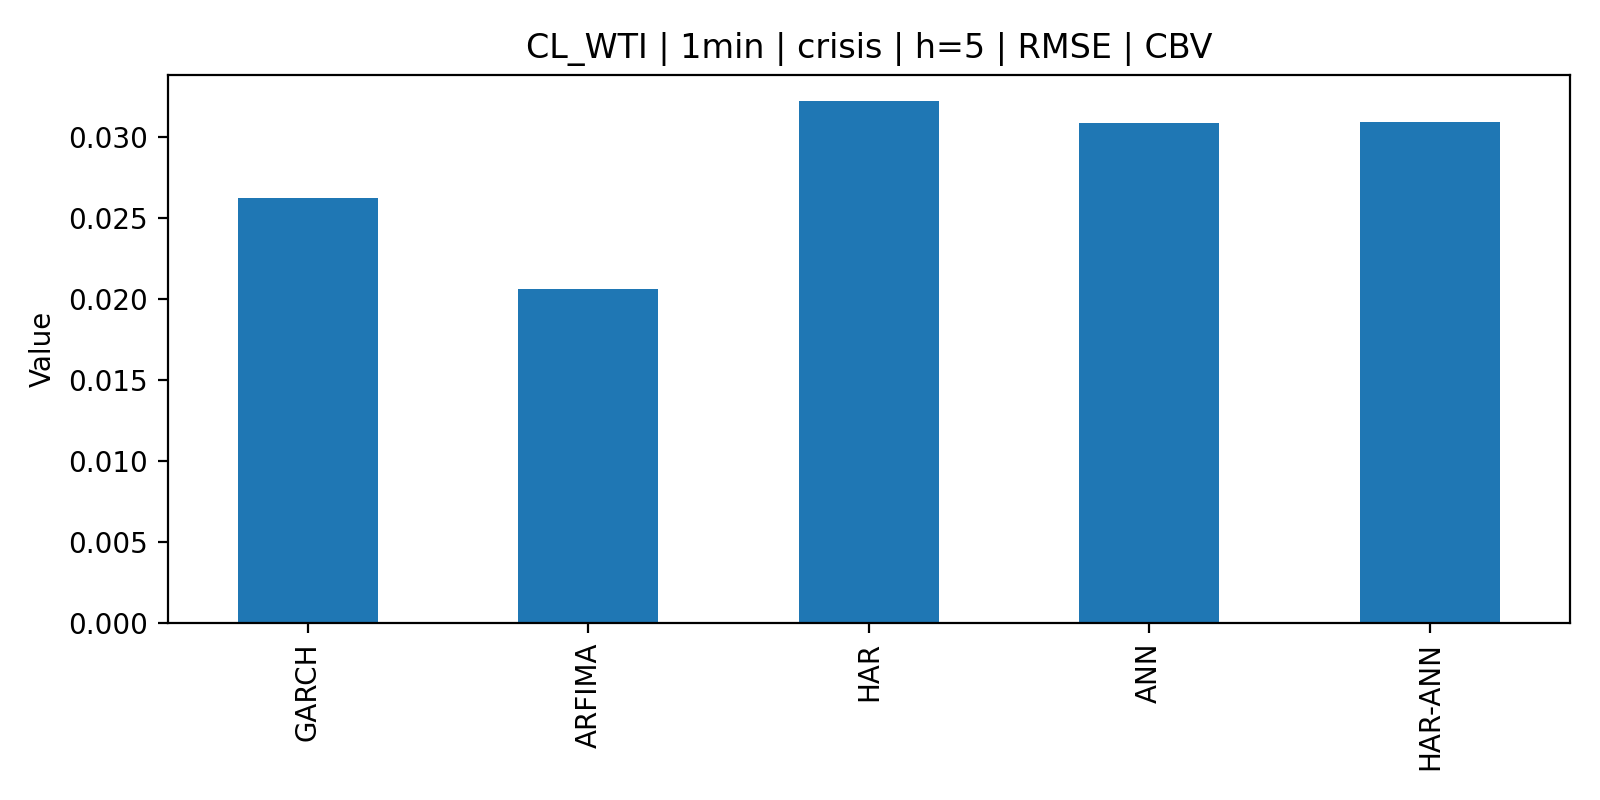 CL_WTI | 1min | crisis | h=5 | RMSE | CBV
Value
0.030
0.025
0.020
0.015
0.010
0.005
0.000
GARCH
ARFIMA
HAR
ANN
HAR-ANN